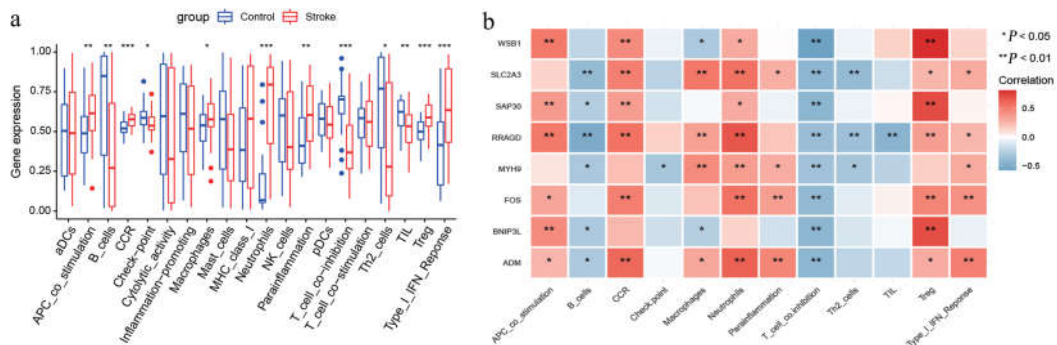 a
group Control Stroke
** ** *** * * *** ** *** * ** *** ***
Gene expression
1.00
0.75
0.50
0.25
0.00
aDCs
APC_co_stimulation
B_cells
CCR
Check-point
Cytolytic_activity
Inflammation-promoting
Macrophages
Mast_cells
MHC_class_I
Neutrophils
NK_cells
Parainflammation
pDCs
T_cell_co-inhibition
T_cell_co-stimulation
Th2_cells
TIL
Treg
Type_I_IFN_Reponse
b
WSB1 ** ** * * ** **
SLC2A3 ** ** ** ** * ** ** * *
SAP30 ** * ** * ** **
RRAGD ** ** ** * ** ** ** ** ** *
MYH9 * * ** ** * ** * *
FOS * ** ** * ** ** **
BNIP3L ** * * ** **
ADM * * ** * ** ** ** * **
APC_co_stimulation
B_cells
CCR
Check.point
Macrophages
Neutrophils
Parainflammation
T_cell_co.inhibition
Th2_cells
TIL
Treg
Type_I_IFN_Reponse
* P < 0.05
** P < 0.01
Correlation
0.5
0.0
−0.5